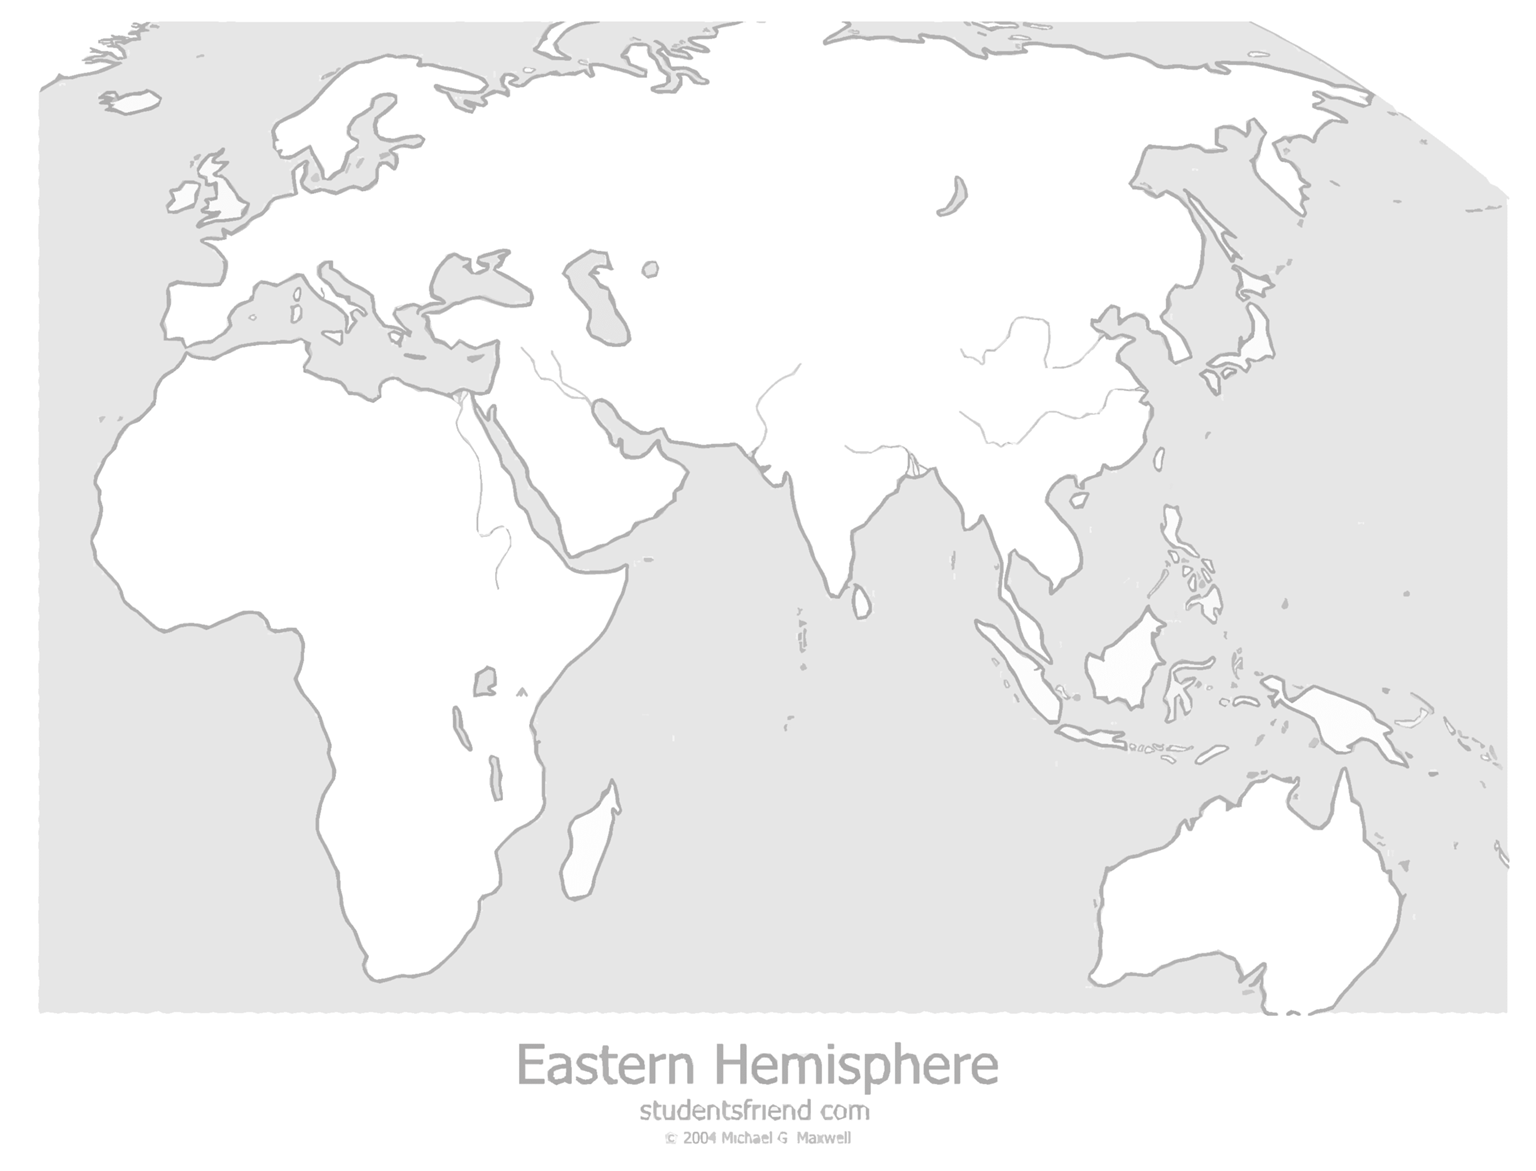 Eastern Hemisphere
studentsfriend com
© 2004 Michael G Maxwell